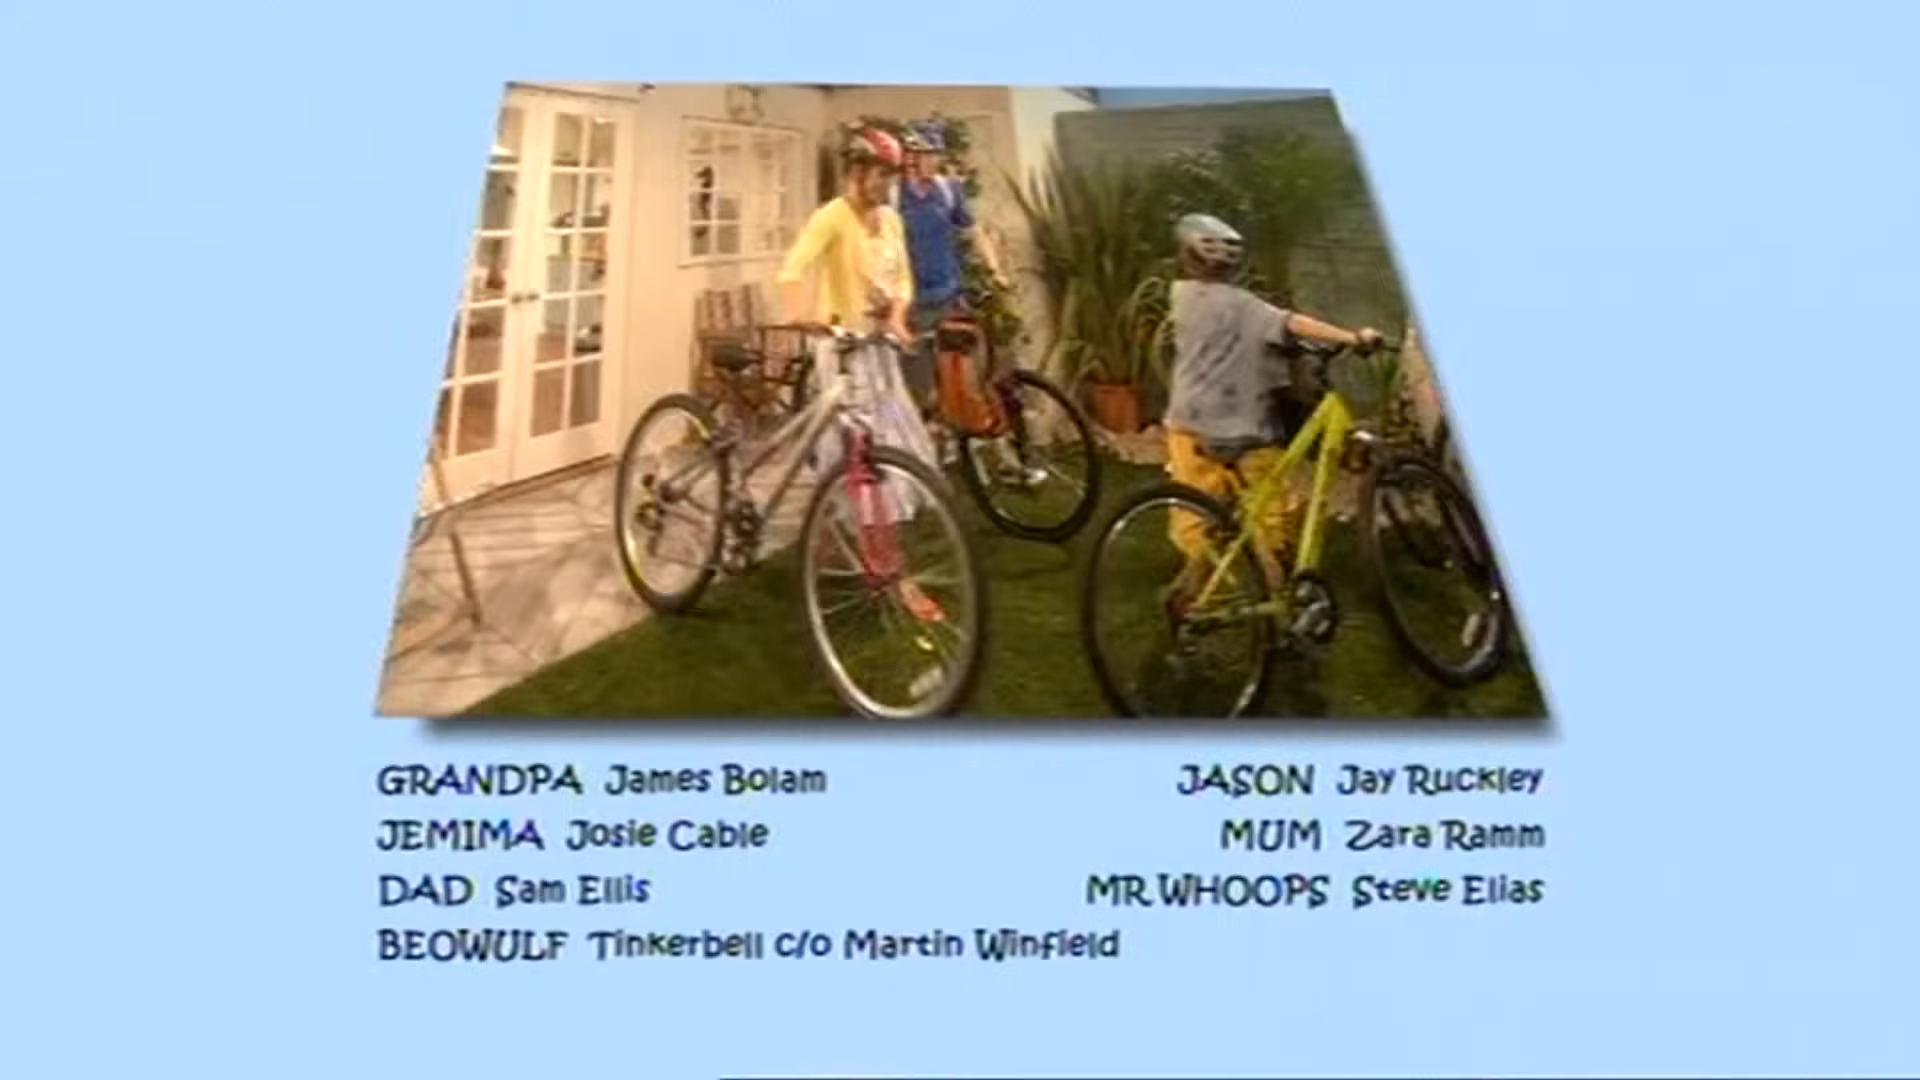 GRANDPA James Bolam
JASON Jay Ruckley
JEMIMA Josie Cable
MUM Zara Ramm
DAD Sam Ellis
MR WHOOPS Steve Elias
BEOWULF Tinkerbell c/o Martin Winfield